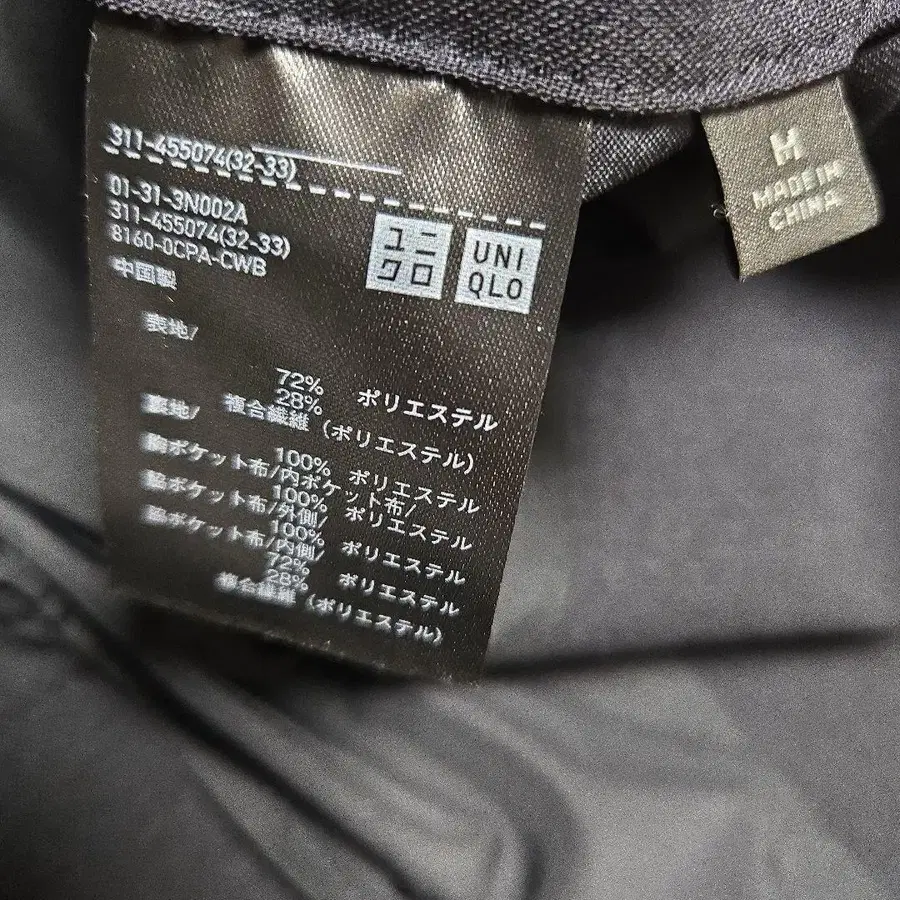 311-455074(32-33)
01-31-3N002A
311-455074(32-33)
8160-0CPA-CWB
中国製
ユニ
クロ
UNI
QLO
表地/
72% ポリエステル
28%
複合繊維 (ポリエステル)
裏地/
100% ポリエステル
胸ポケット布/内ポケット布/
100% ポリエステル
脇ポケット布/外側/
100% ポリエステル
脇ポケット布/内側/
72% ポリエステル
28%
複合繊維 (ポリエステル)
M
MADE IN
CHINA